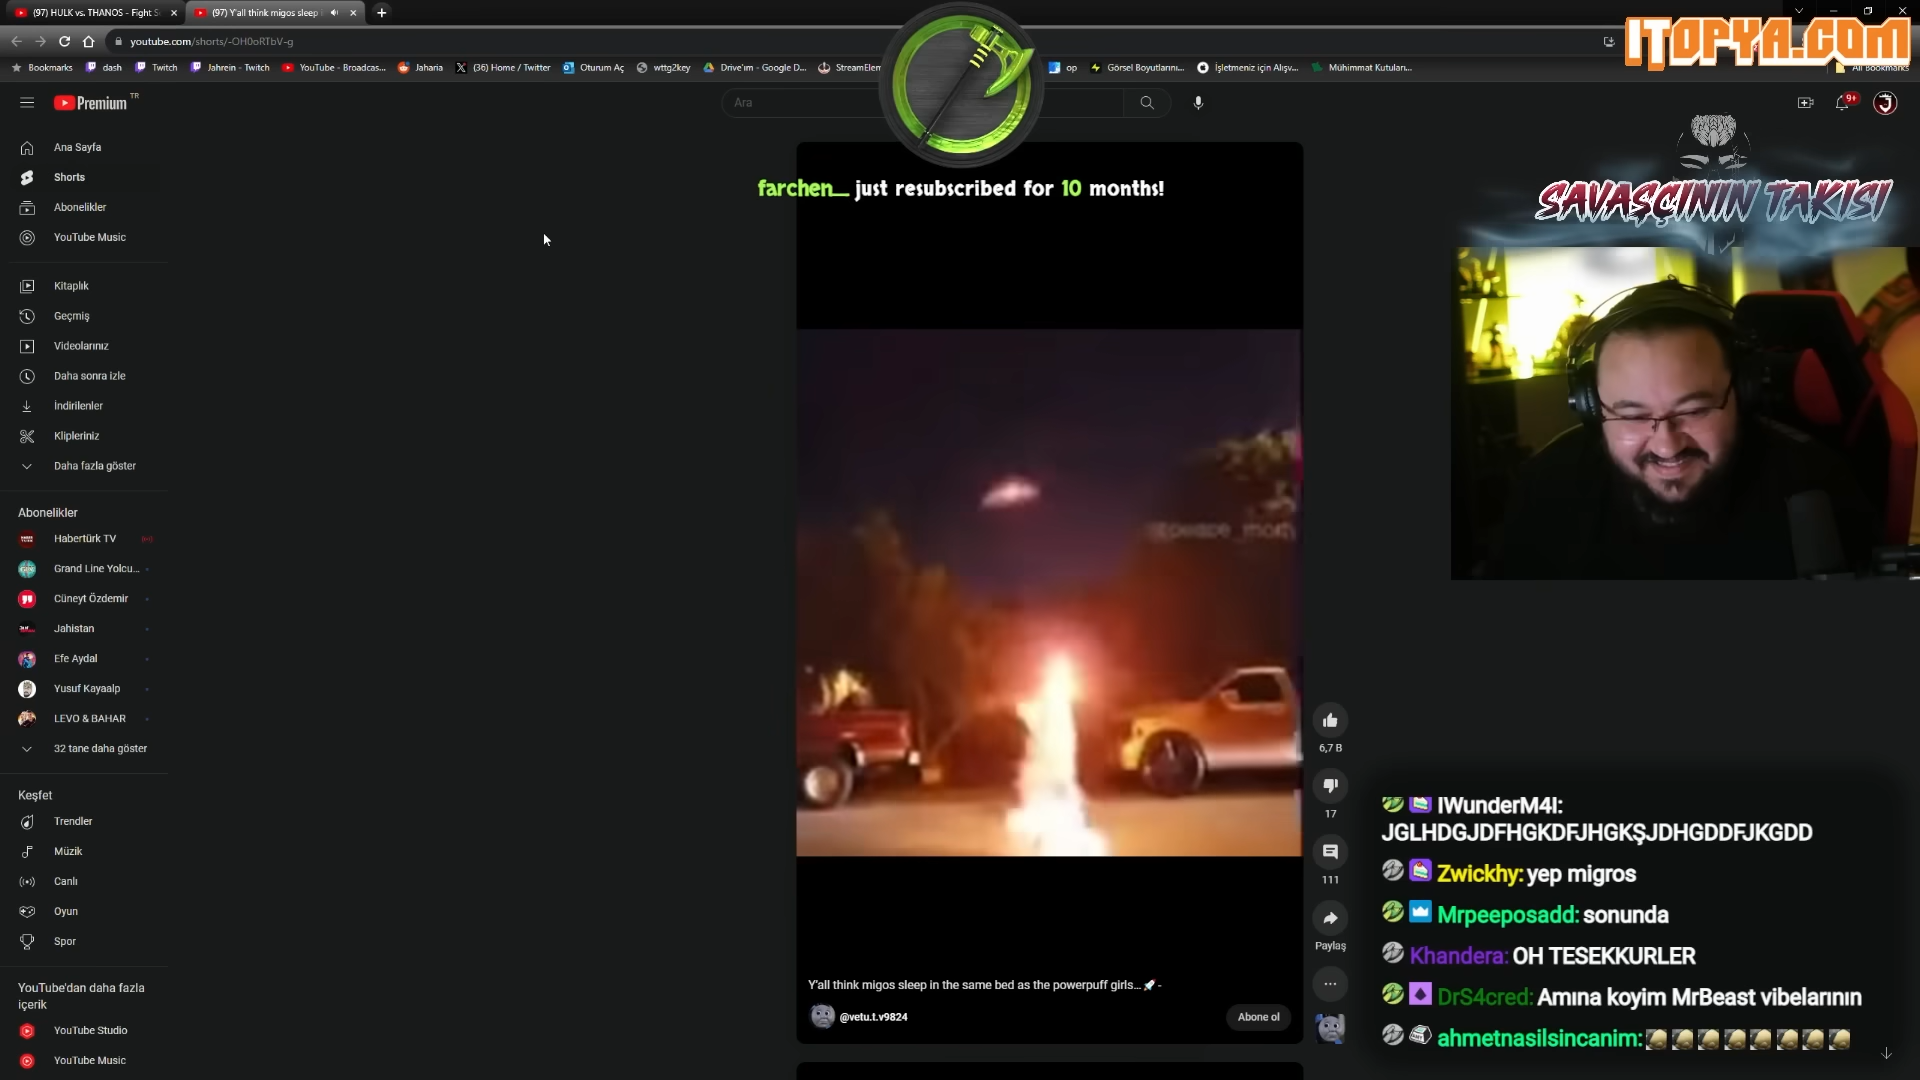 (97) HULK vs. THANOS - Fight S
(97) Y'all think migos sleep
youtube.com/shorts/-OH0oRTbV-g
Bookmarks
dash
Twitch
Jahrein - Twitch
YouTube - Broadcas...
Jaharia
(36) Home / Twitter
Oturum Aç
wttg2key
Drive'ım - Google D...
StreamElem
op
Görsel Boyutlarını...
İşletmeniz için Alışv...
Mühimmat Kutuları...
All Bookmarks
İTOPYA.COM
Premium TR
Ara
9+
Ana Sayfa
Shorts
Abonelikler
YouTube Music
farchen__ just resubscribed for 10 months!
SAVAŞÇININ TAKISI
Kitaplık
Geçmiş
Videolarınız
Daha sonra izle
İndirilenler
Klipleriniz
Daha fazla göster
Abonelikler
Habertürk TV
Grand Line Yolcu...
Cüneyt Özdemir
Jahistan
Efe Aydal
Yusuf Kayaalp
LEVO & BAHAR
32 tane daha göster
Keşfet
Trendler
Müzik
Canlı
Oyun
Spor
YouTube'dan daha fazla
içerik
YouTube Studio
YouTube Music
6,7 B
17
111
Paylaş
Y'all think migos sleep in the same bed as the powerpuff girls...🚀 -
@vetu.t.v9824
Abone ol
IWunderM4I:
JGLHDGJDFHGKDFJHGKŞJDHGDDFJKGDD
Zwickhy: yep migros
Mrpeeposadd: sonunda
Khandera: OH TESEKKURLER
DrS4cred: Amına koyim MrBeast vibelarının
ahmetnasilsincanim: